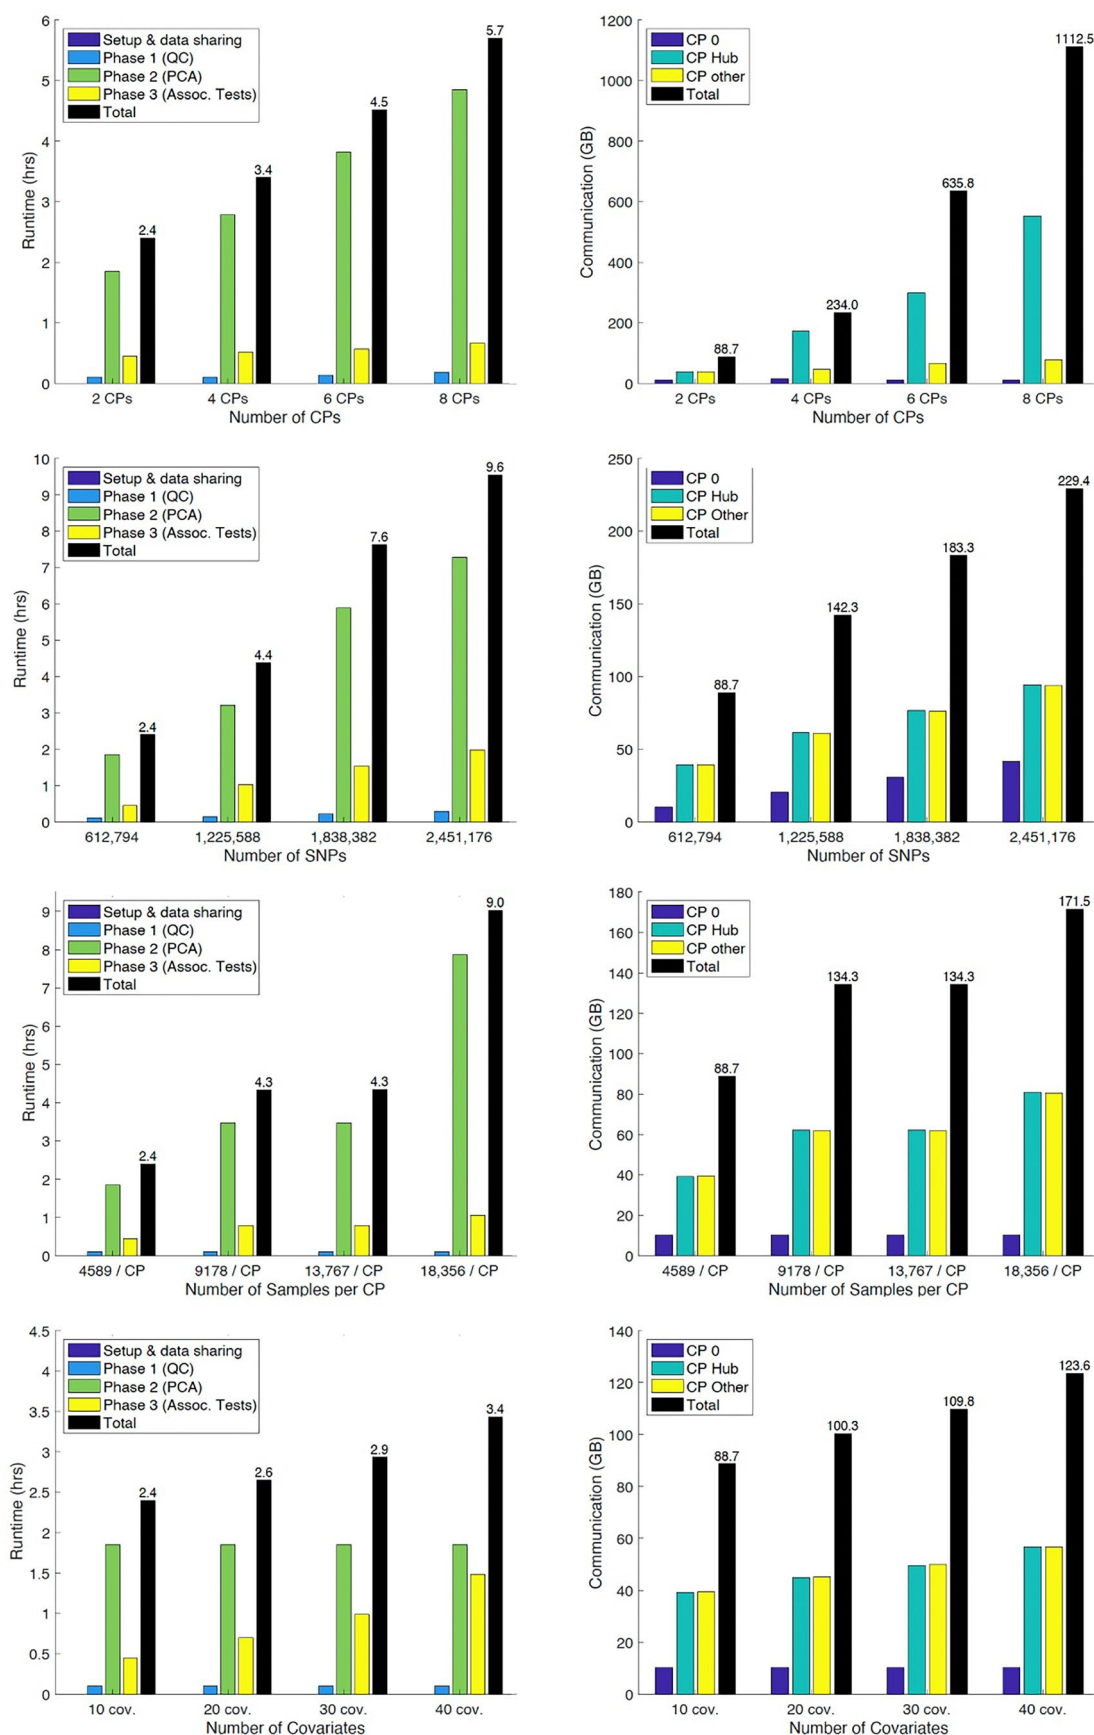 6
5
4
3
2
1
0
Runtime (hrs)
Setup & data sharing
Phase 1 (QC)
Phase 2 (PCA)
Phase 3 (Assoc. Tests)
Total
2.4
3.4
4.5
5.7
2 CPs
4 CPs
6 CPs
8 CPs
Number of CPs
1200
1000
800
600
400
200
0
Communication (GB)
CP 0
CP Hub
CP other
Total
88.7
234.0
635.8
1112.5
2 CPs
4 CPs
6 CPs
8 CPs
Number of CPs
10
9
8
7
6
5
4
3
2
1
0
Runtime (hrs)
Setup & data sharing
Phase 1 (QC)
Phase 2 (PCA)
Phase 3 (Assoc. Tests)
Total
2.4
4.4
7.6
9.6
612,794
1,225,588
1,838,382
2,451,176
Number of SNPs
250
200
150
100
50
0
Communication (GB)
CP 0
CP Hub
CP Other
Total
88.7
142.3
183.3
229.4
612,794
1,225,588
1,838,382
2,451,176
Number of SNPs
9
8
7
6
5
4
3
2
1
0
Runtime (hrs)
Setup & data sharing
Phase 1 (QC)
Phase 2 (PCA)
Phase 3 (Assoc. Tests)
Total
2.4
4.3
4.3
9.0
4589 / CP
9178 / CP
13,767 / CP
18,356 / CP
Number of Samples per CP
180
160
140
120
100
80
60
40
20
0
Communication (GB)
CP 0
CP Hub
CP other
Total
88.7
134.3
134.3
171.5
4589 / CP
9178 / CP
13,767 / CP
18,356 / CP
Number of Samples per CP
4.5
4
3.5
3
2.5
2
1.5
1
0.5
0
Runtime (hrs)
Setup & data sharing
Phase 1 (QC)
Phase 2 (PCA)
Phase 3 (Assoc. Tests)
Total
2.4
2.6
2.9
3.4
10 cov.
20 cov.
30 cov.
40 cov.
Number of Covariates
140
120
100
80
60
40
20
0
Communication (GB)
CP 0
CP Hub
CP Other
Total
88.7
100.3
109.8
123.6
10 cov.
20 cov.
30 cov.
40 cov.
Number of Covariates